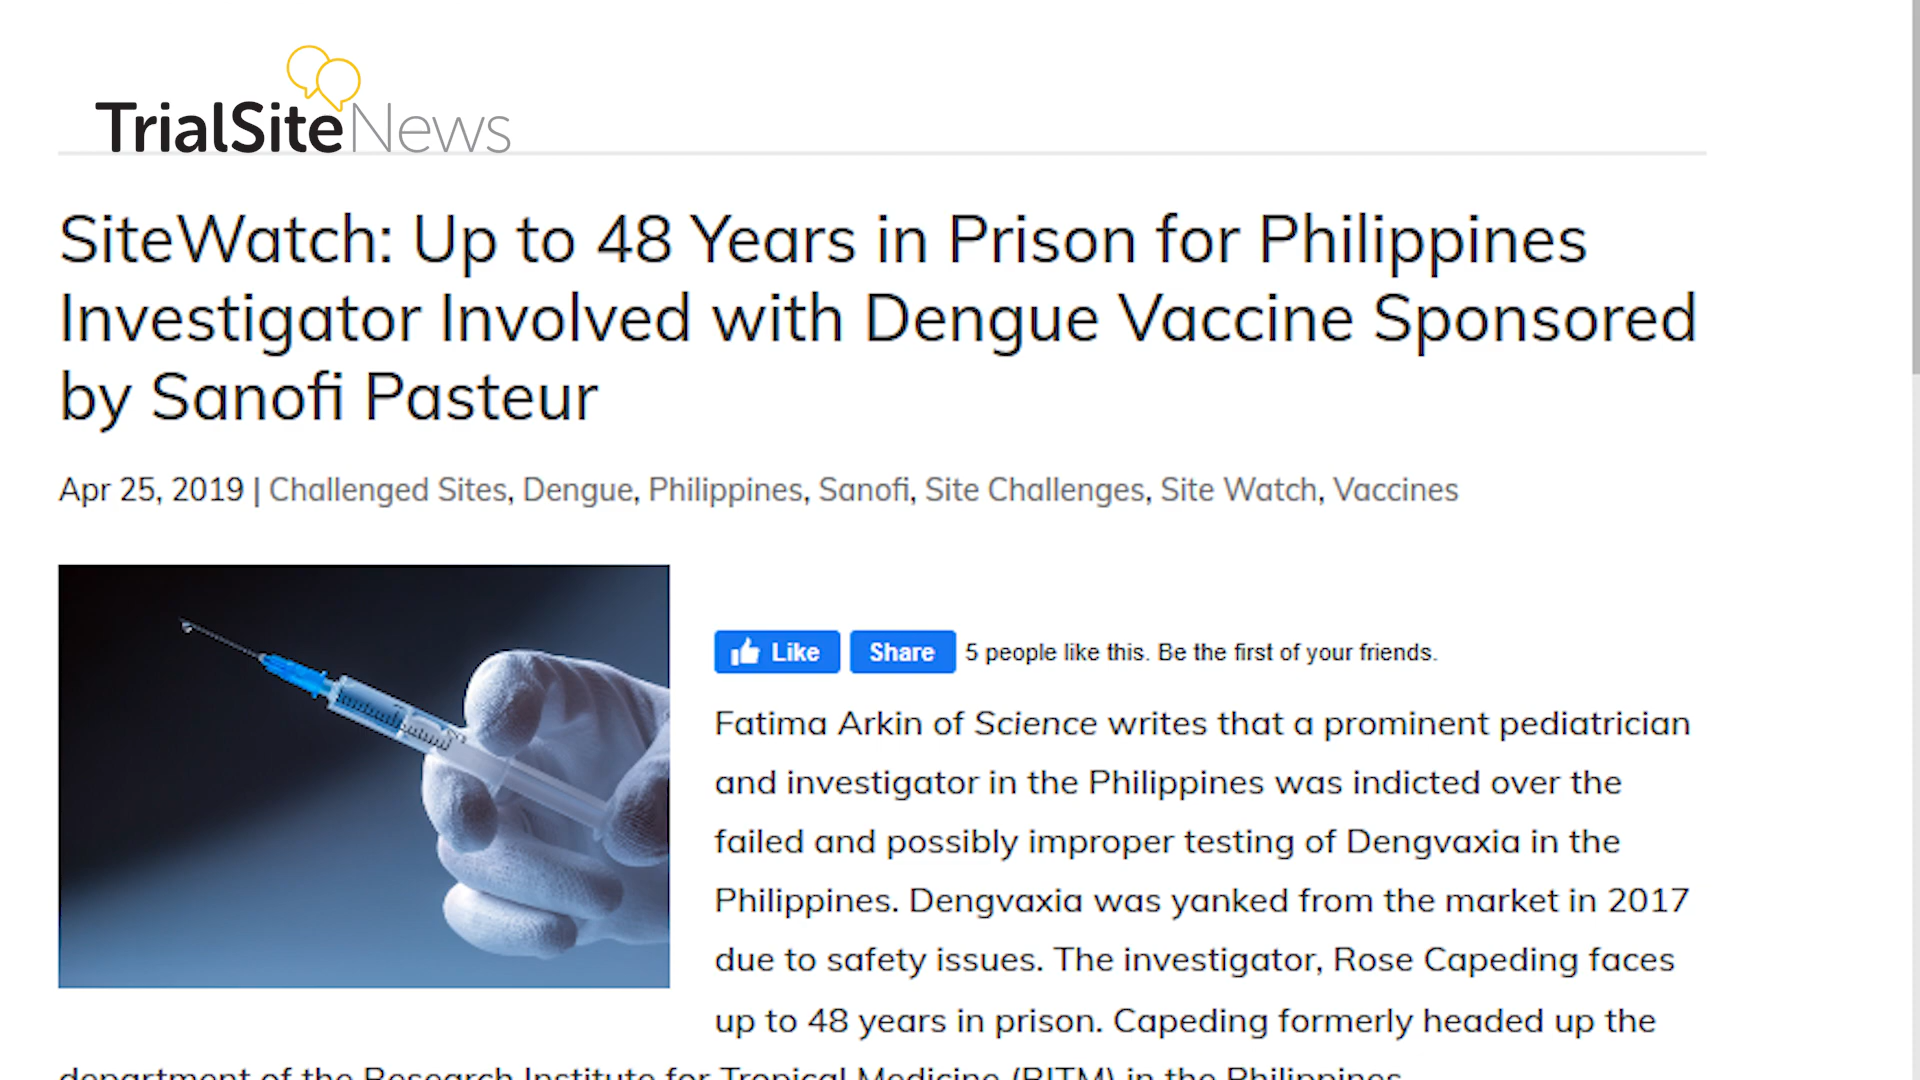 TrialSiteNews
SiteWatch: Up to 48 Years in Prison for Philippines
Investigator Involved with Dengue Vaccine Sponsored
by Sanofi Pasteur
Apr 25, 2019 | Challenged Sites, Dengue, Philippines, Sanofi, Site Challenges, Site Watch, Vaccines
Like Share 5 people like this. Be the first of your friends.
Fatima Arkin of Science writes that a prominent pediatrician
and investigator in the Philippines was indicted over the
failed and possibly improper testing of Dengvaxia in the
Philippines. Dengvaxia was yanked from the market in 2017
due to safety issues. The investigator, Rose Capeding faces
up to 48 years in prison. Capeding formerly headed up the
department of the Research Institute for Tropical Medicine (RITM) in the Philippines.